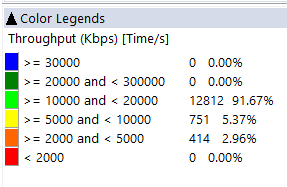 Color Legends
Throughput (Kbps) [Time/s]
>= 30000 0 0.00%
>= 20000 and < 300000 0 0.00%
>= 10000 and < 20000 12812 91.67%
>= 5000 and < 10000 751 5.37%
>= 2000 and < 5000 414 2.96%
< 2000 0 0.00%